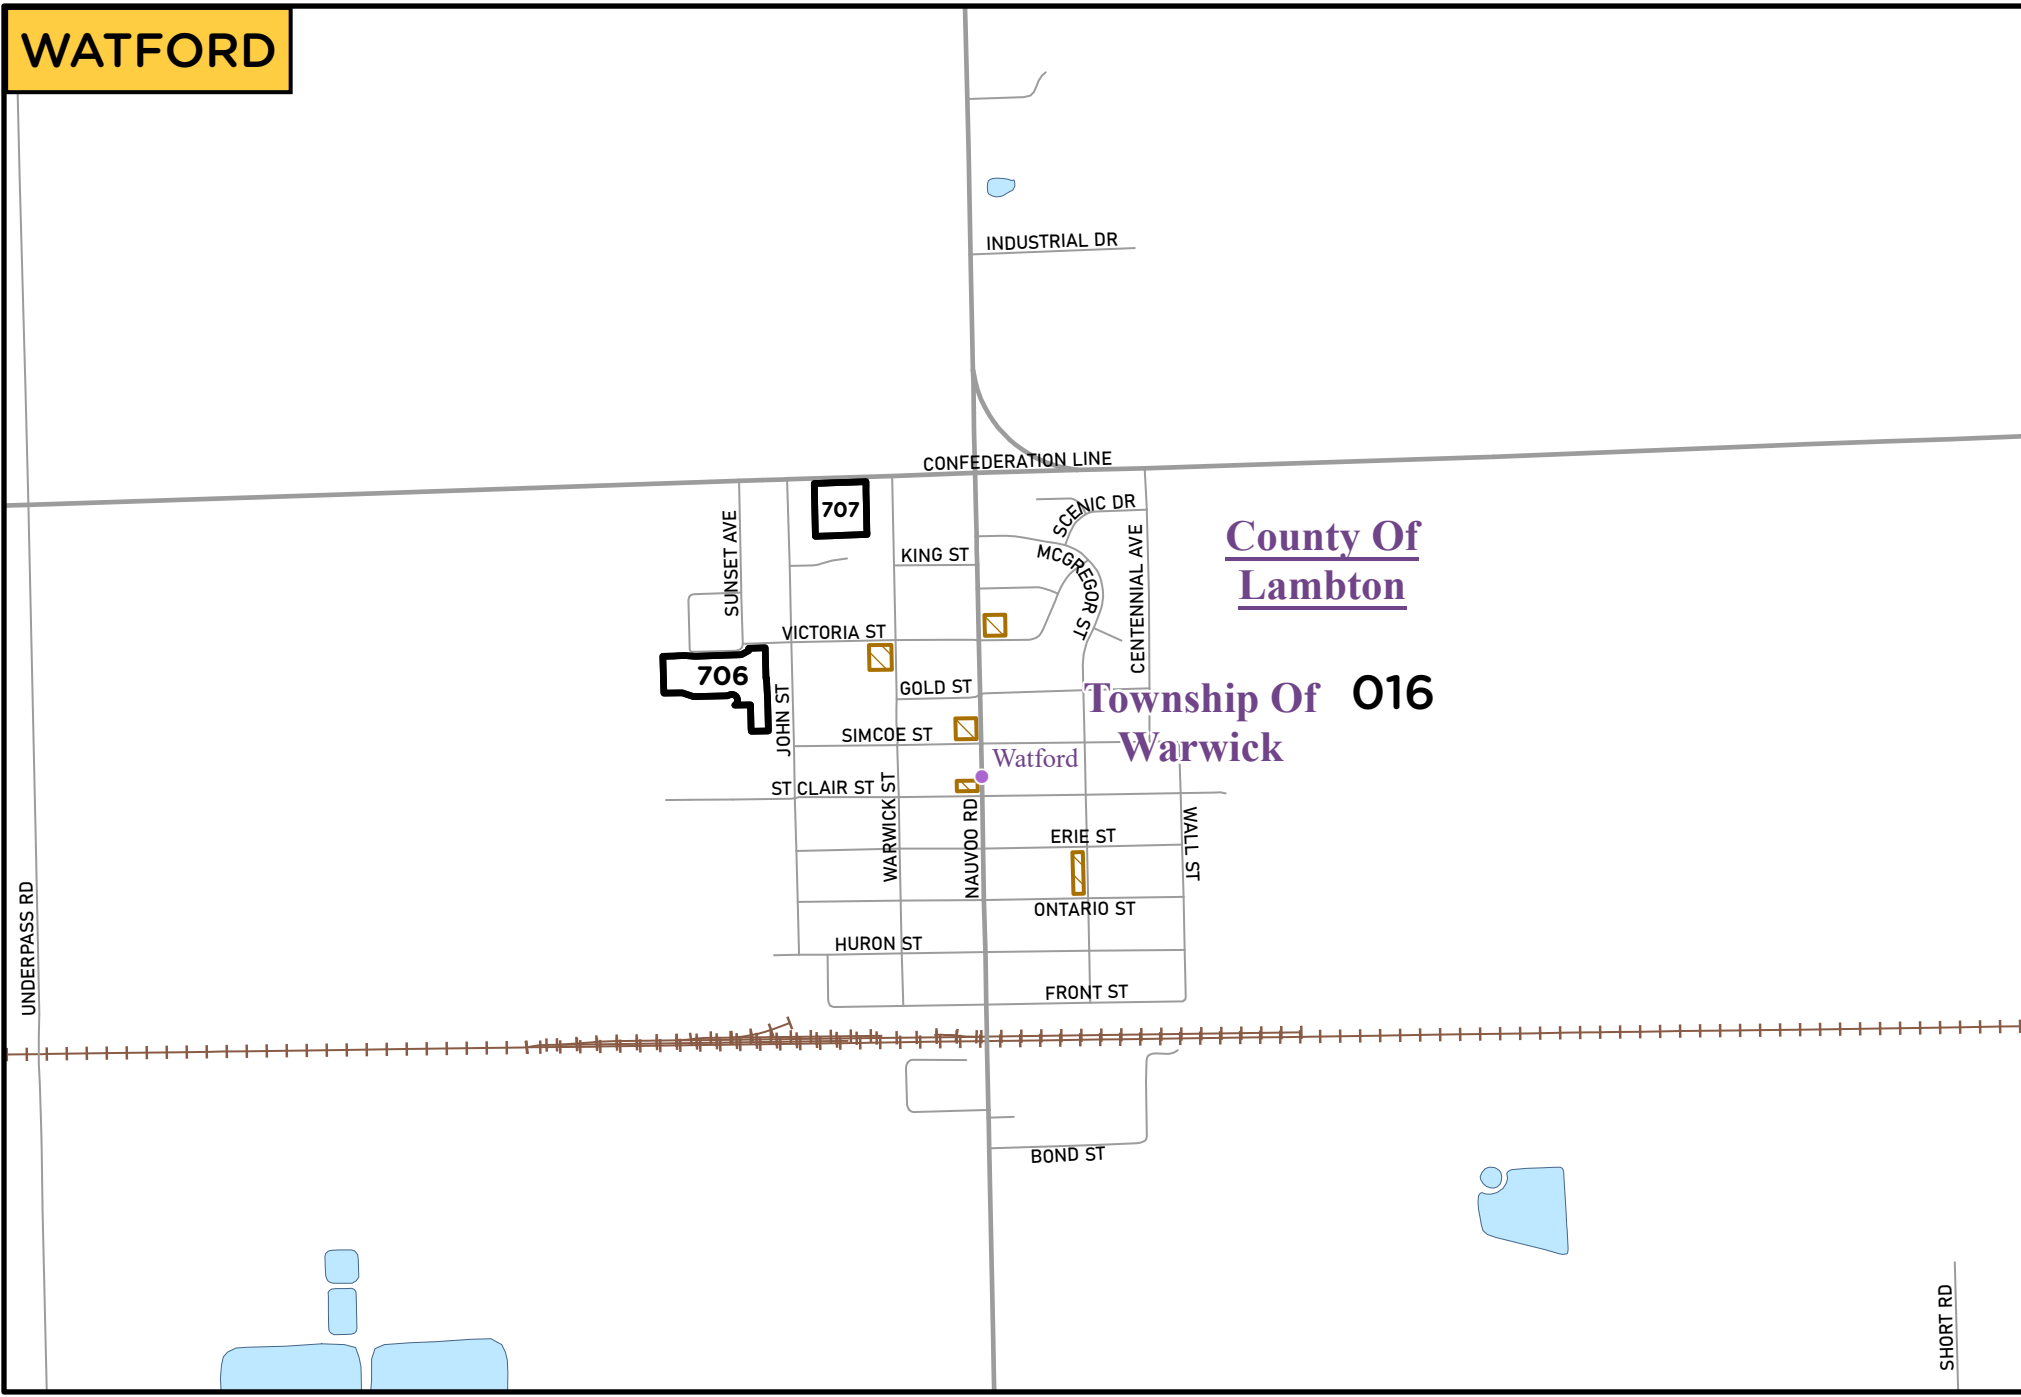 WATFORD
INDUSTRIAL DR
CONFEDERATION LINE
707
SCENIC DR
SUNSET AVE
KING ST
MCGREGOR ST
CENTENNIAL AVE
County Of
Lambton
VICTORIA ST
706
JOHN ST
GOLD ST
Township Of
Warwick
016
SIMCOE ST
Watford
ST CLAIR ST
WARWICK ST
NAUVOO RD
ERIE ST
WALL ST
UNDERPASS RD
ONTARIO ST
HURON ST
FRONT ST
BOND ST
SHORT RD